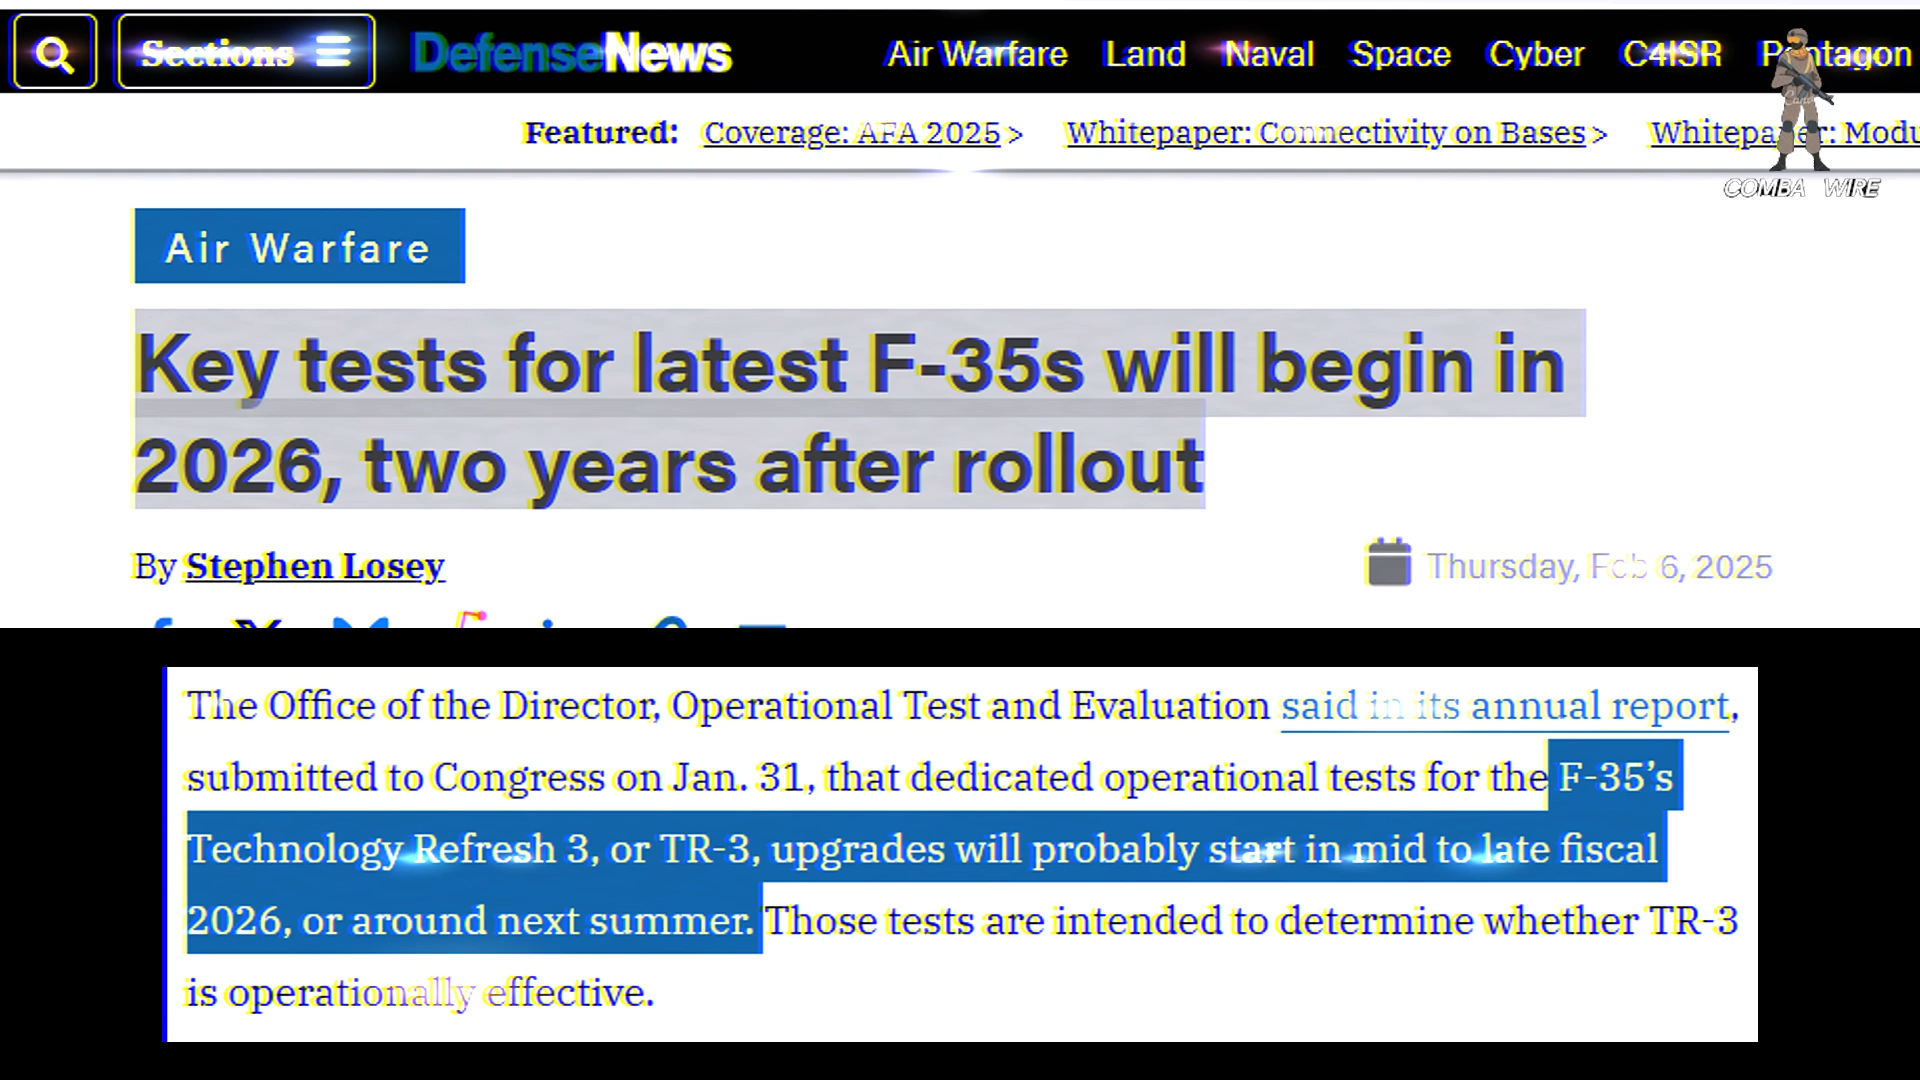 Sections
DefenseNews
Air Warfare Land Naval Space Cyber C4ISR Pentagon
Featured: Coverage: AFA 2025 > Whitepaper: Connectivity on Bases > Whitepaper: Modu
COMBA WIRE
Air Warfare
Key tests for latest F-35s will begin in
2026, two years after rollout
By Stephen Losey
Thursday, Feb 6, 2025
The Office of the Director, Operational Test and Evaluation said in its annual report,
submitted to Congress on Jan. 31, that dedicated operational tests for the F-35’s
Technology Refresh 3, or TR-3, upgrades will probably start in mid to late fiscal
2026, or around next summer. Those tests are intended to determine whether TR-3
is operationally effective.